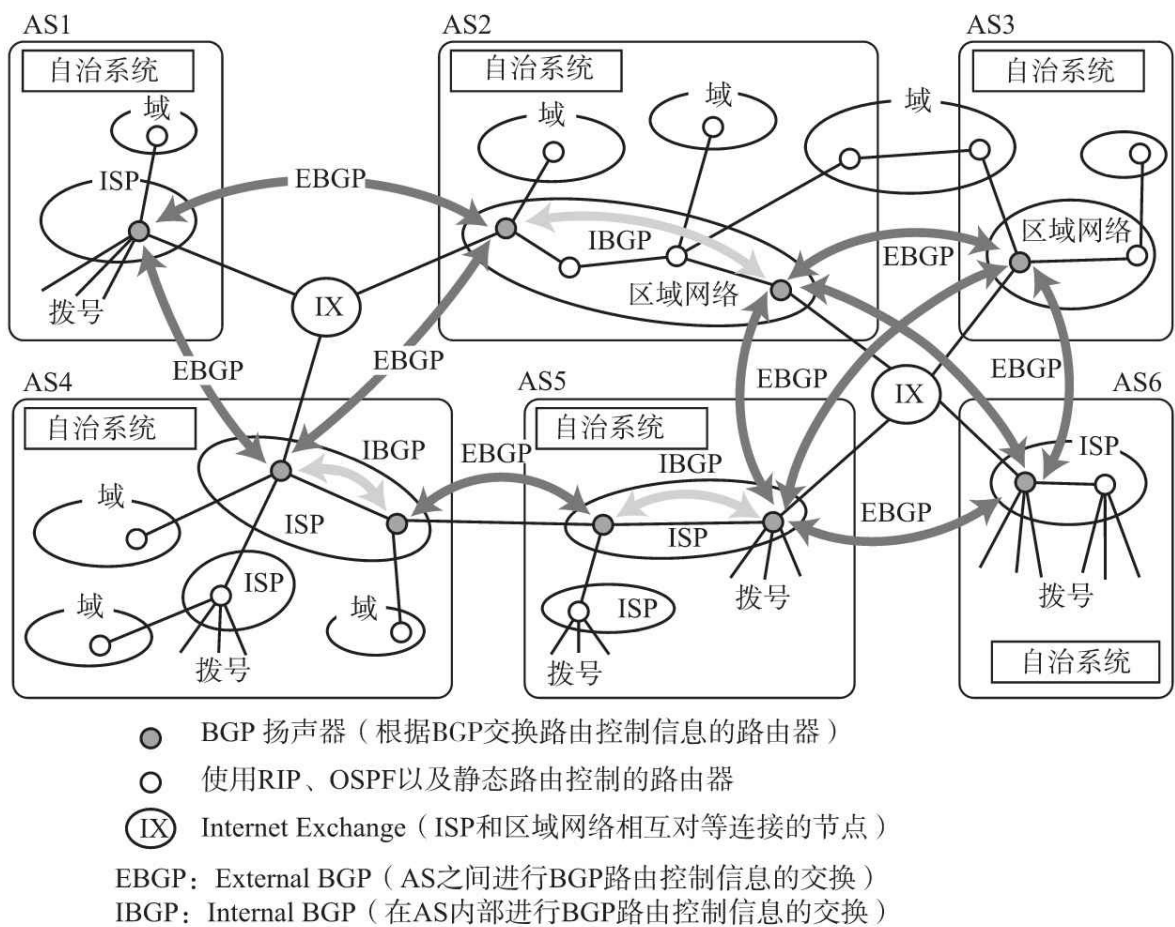 AS1
AS2
AS3
自治系统
自治系统
自治系统
域
域
域
域
ISP
EBGP
IBGP
EBGP
区域网络
区域网络
拨号
IX
EBGP
EBGP
EBGP
EBGP
IX
AS4
AS5
AS6
自治系统
自治系统
IBGP
EBGP
IBGP
ISP
域
ISP
ISP
EBGP
域
ISP
域
ISP
拨号
拨号
拨号
拨号
自治系统
BGP 扬声器（根据BGP交换路由控制信息的路由器）
使用RIP、OSPF以及静态路由控制的路由器
IX Internet Exchange（ISP和区域网络相互对等连接的节点）
EBGP：External BGP（AS之间进行BGP路由控制信息的交换）
IBGP：Internal BGP（在AS内部进行BGP路由控制信息的交换）